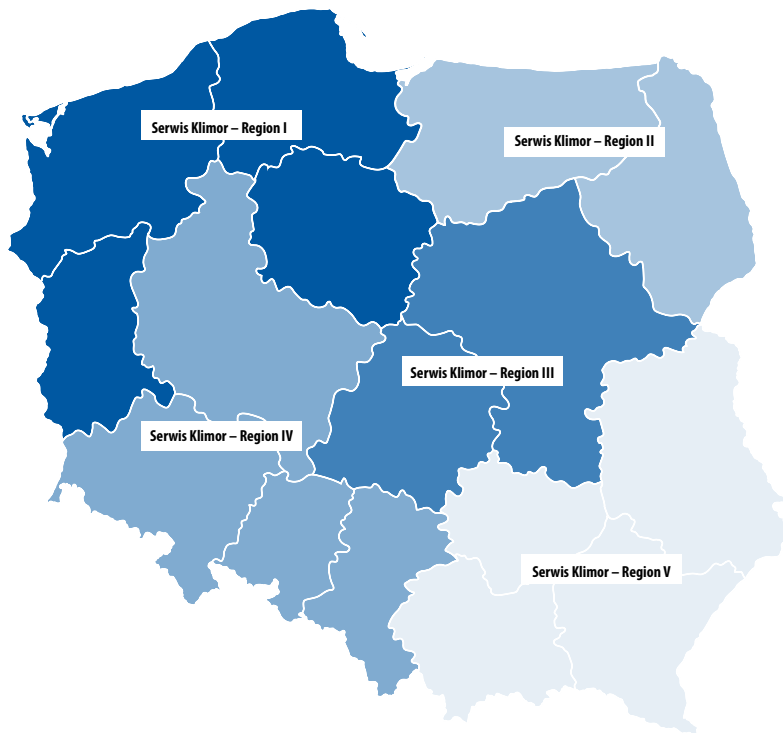 Serwis Klimor – Region I
Serwis Klimor – Region II
Serwis Klimor – Region III
Serwis Klimor – Region IV
Serwis Klimor – Region V